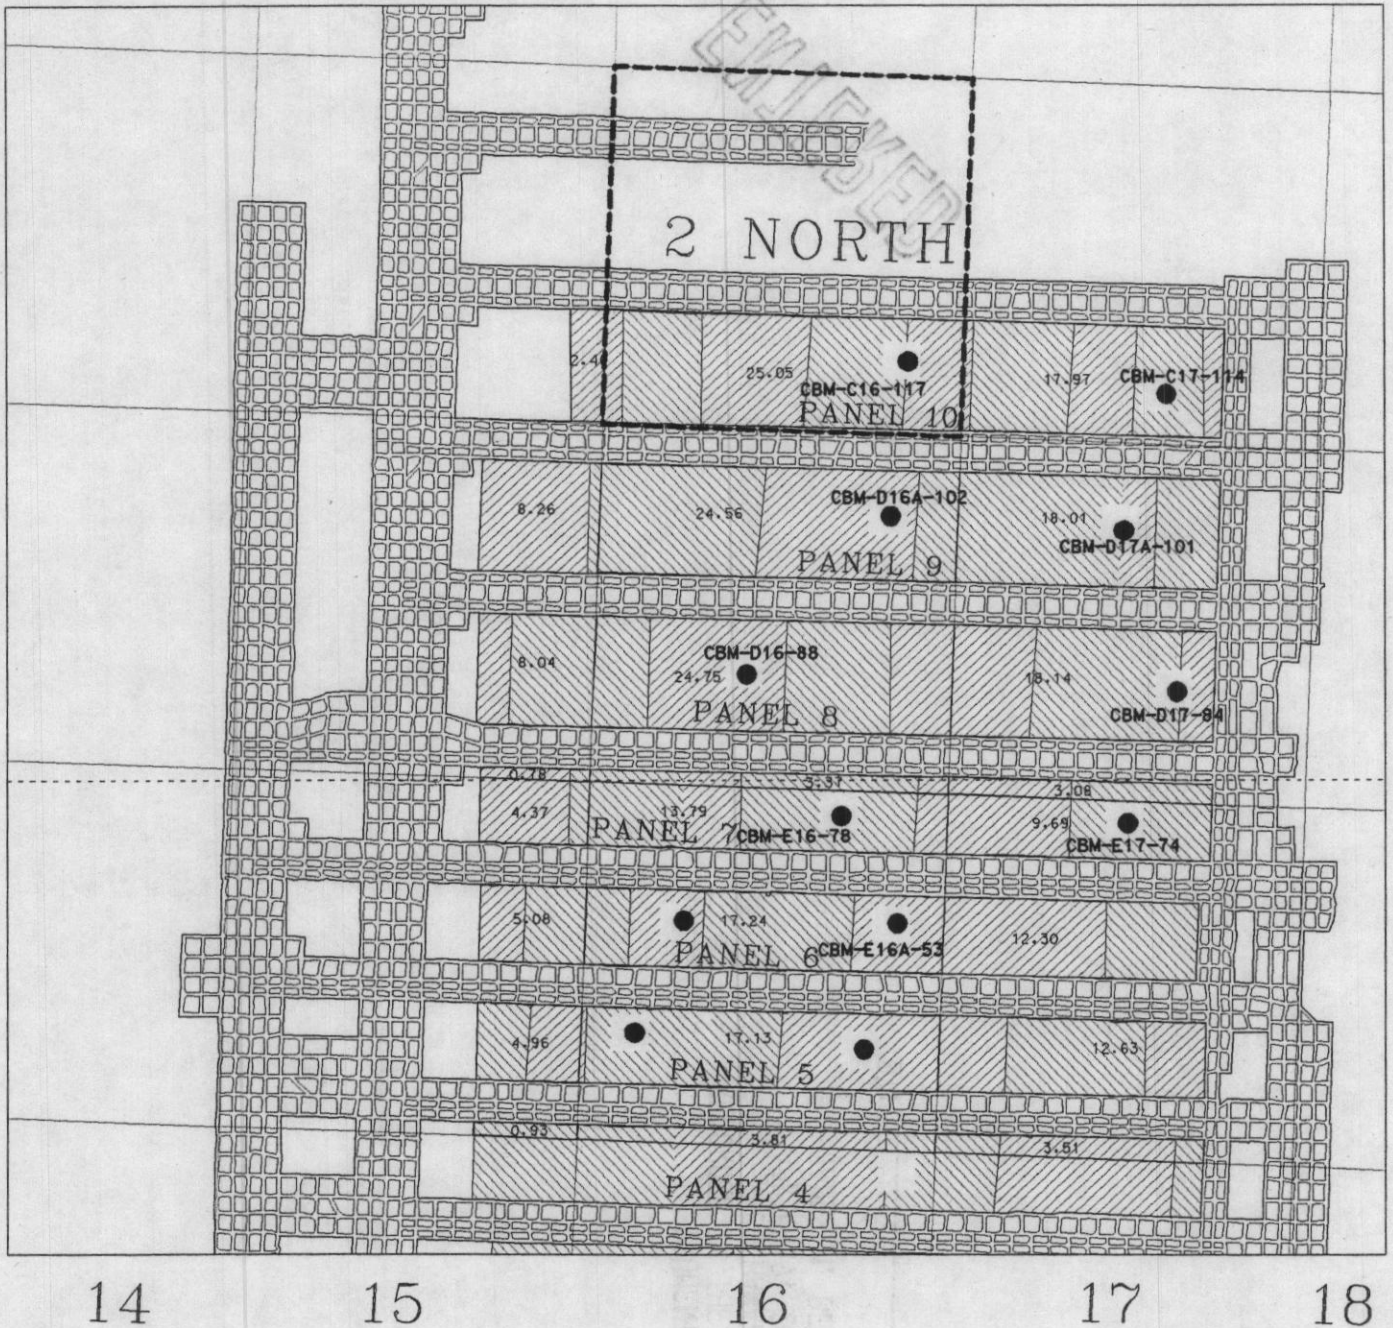 2 NORTH
2.4
25.05
CBM-C16-117
17.97
CBM-C17-114
PANEL 10
CBM-D16A-102
8.26
24.56
18.01
CBM-D17A-101
PANEL 9
CBM-D16-88
8.04
24.75
18.14
PANEL 8
CBM-D17-84
0.78
3.37
3.08
4.37
13.79
9.69
PANEL 7
CBM-E16-78
CBM-E17-74
5.08
17.24
12.30
PANEL 6
CBM-E16A-53
4.96
17.13
12.63
PANEL 5
0.93
3.81
3.51
PANEL 4
14 15 16 17 18